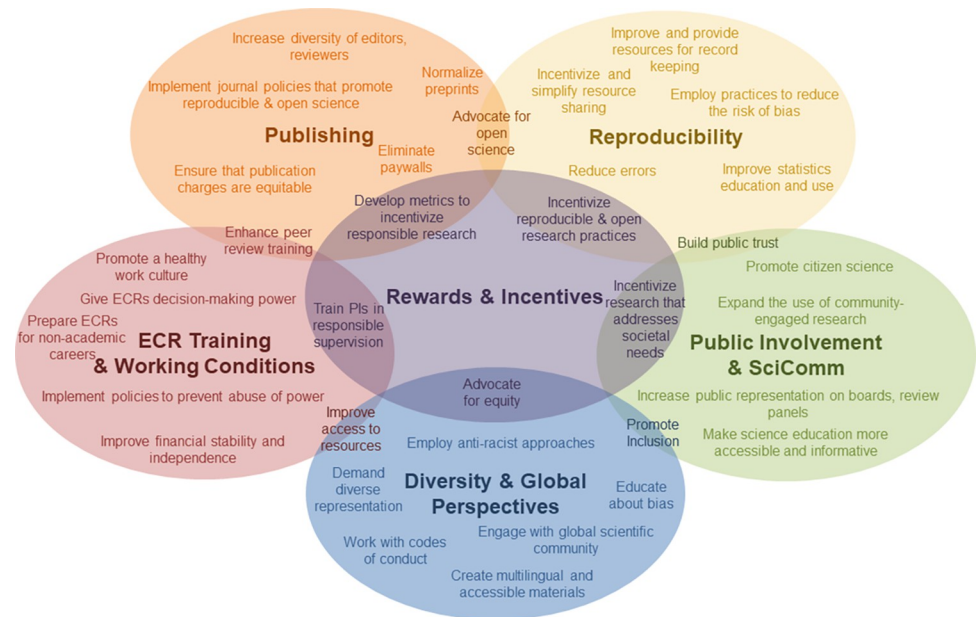 Increase diversity of editors,
reviewers
Implement journal policies that promote
reproducible & open science
Normalize
preprints
Publishing
Eliminate
paywalls
Ensure that publication
charges are equitable
Advocate for
open
science
Improve and provide
resources for record
keeping
Incentivize and
simplify resource
sharing
Employ practices to reduce
the risk of bias
Reproducibility
Reduce errors
Improve statistics
education and use
Develop metrics to
incentivize
responsible research
Incentivize
reproducible & open
research practices
Enhance peer
review training
Build public trust
Rewards & Incentives
Train PIs in
responsible
supervision
Incentivize
research that
addresses
societal
needs
Advocate
for equity
Promote a healthy
work culture
Give ECRs decision-making power
Prepare ECRs
for non-academic
careers
ECR Training
& Working Conditions
Implement policies to prevent abuse of power
Improve financial stability and
independence
Improve
access to
resources
Promote citizen science
Expand the use of community-
engaged research
Public Involvement
& SciComm
Increase public representation on boards, review
panels
Make science education more
accessible and informative
Promote
Inclusion
Employ anti-racist approaches
Demand
diverse
representation
Diversity & Global
Perspectives
Educate
about bias
Work with codes
of conduct
Engage with global scientific
community
Create multilingual and
accessible materials